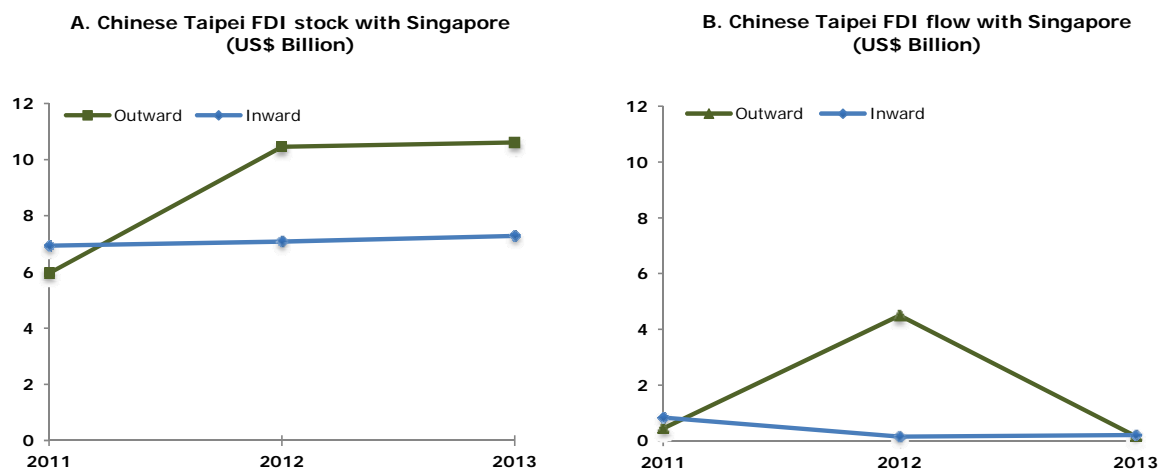 A. Chinese Taipei FDI stock with Singapore
(US$ Billion)
Outward
Inward
12
10
8
6
4
2
0
2011
2012
2013
B. Chinese Taipei FDI flow with Singapore
(US$ Billion)
Outward
Inward
12
10
8
6
4
2
0
2011
2012
2013